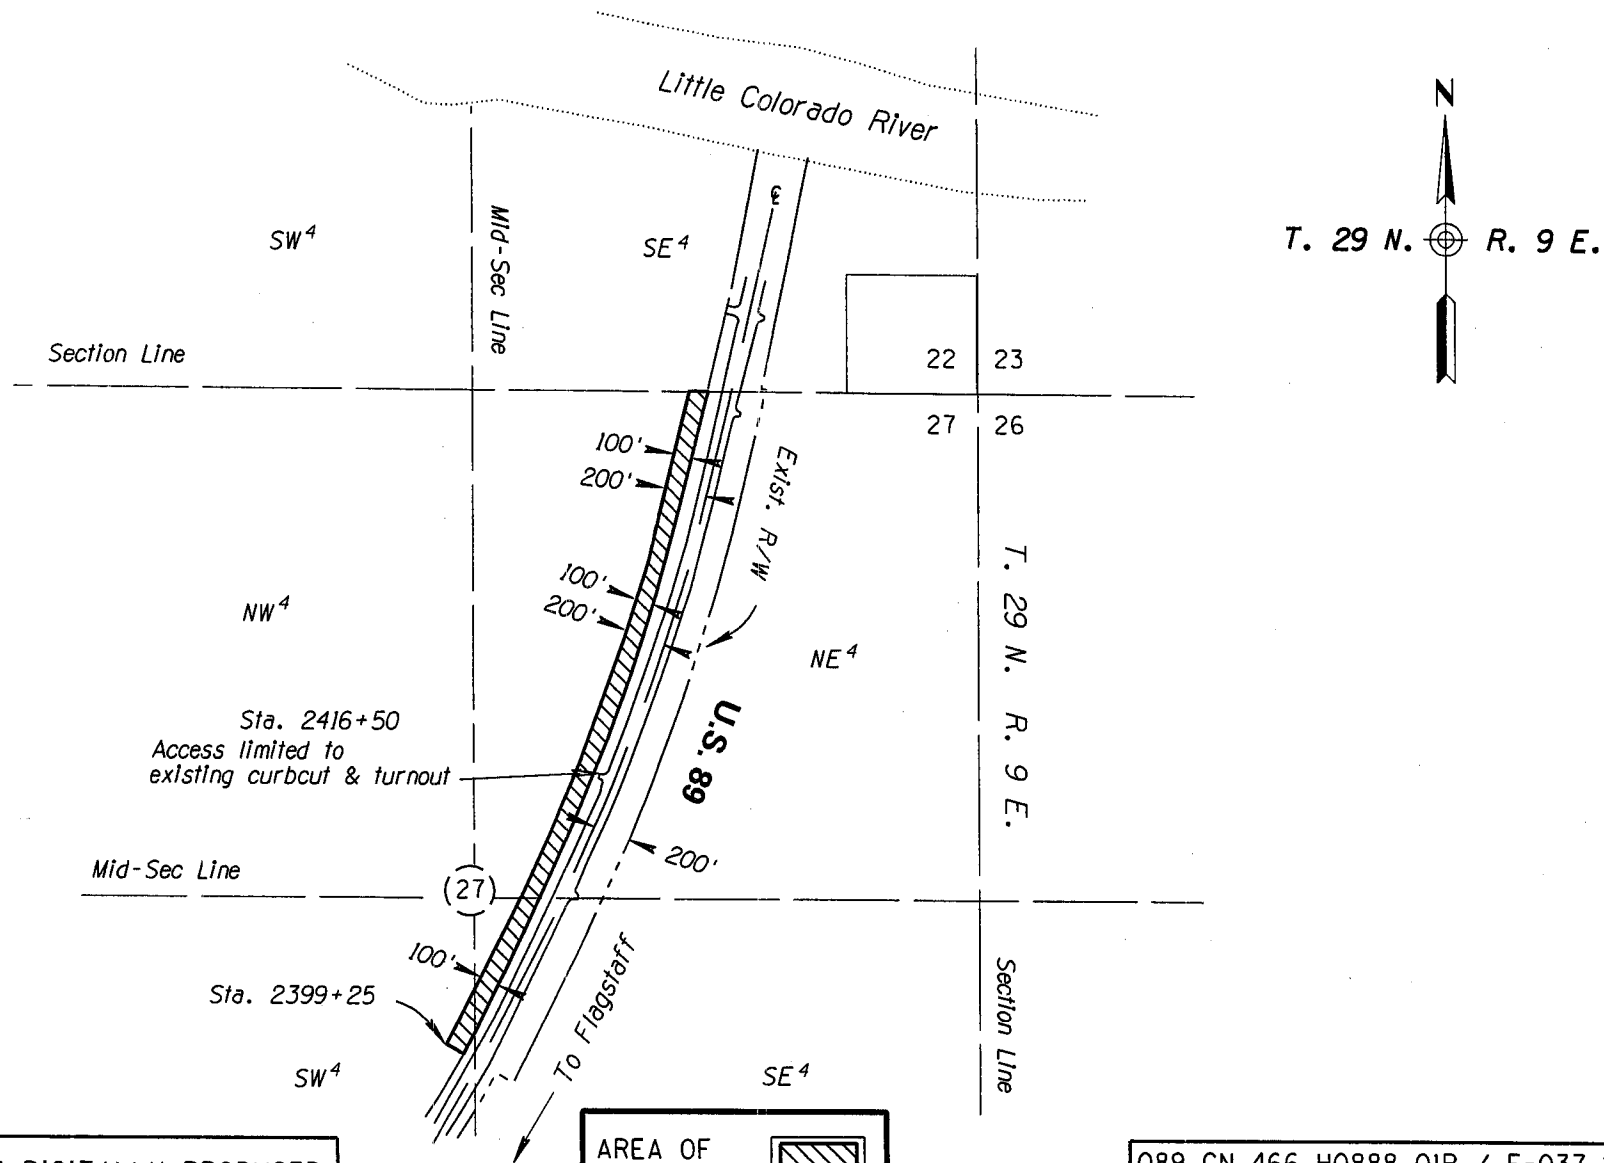 Little Colorado River
N
T. 29 N. R. 9 E.
℄
SW⁴
SE⁴
Mid-Sec Line
Section Line
22 23
27 26
100'
200'
Exist. R/W
100'
200'
NW⁴
NE⁴
T. 29 N. R. 9 E.
U.S. 89
Sta. 2416+50
Access limited to
existing curbcut & turnout
200'
Mid-Sec Line
27
100'
Sta. 2399+25
To Flagstaff
Section Line
SW⁴
SE⁴
AREA OF